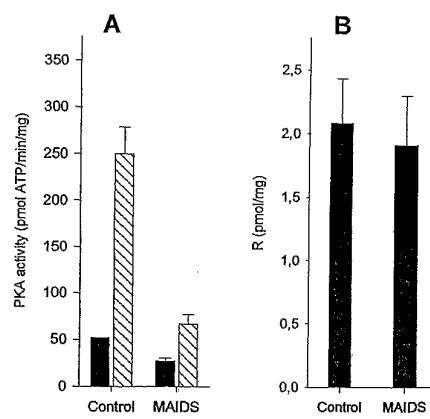 A
PKA activity (pmol ATP/min/mg)
350
300
250
200
150
100
50
0
Control MAIDS
B
R (pmol/mg)
2,5
2,0
1,5
1,0
0,5
0,0
Control MAIDS